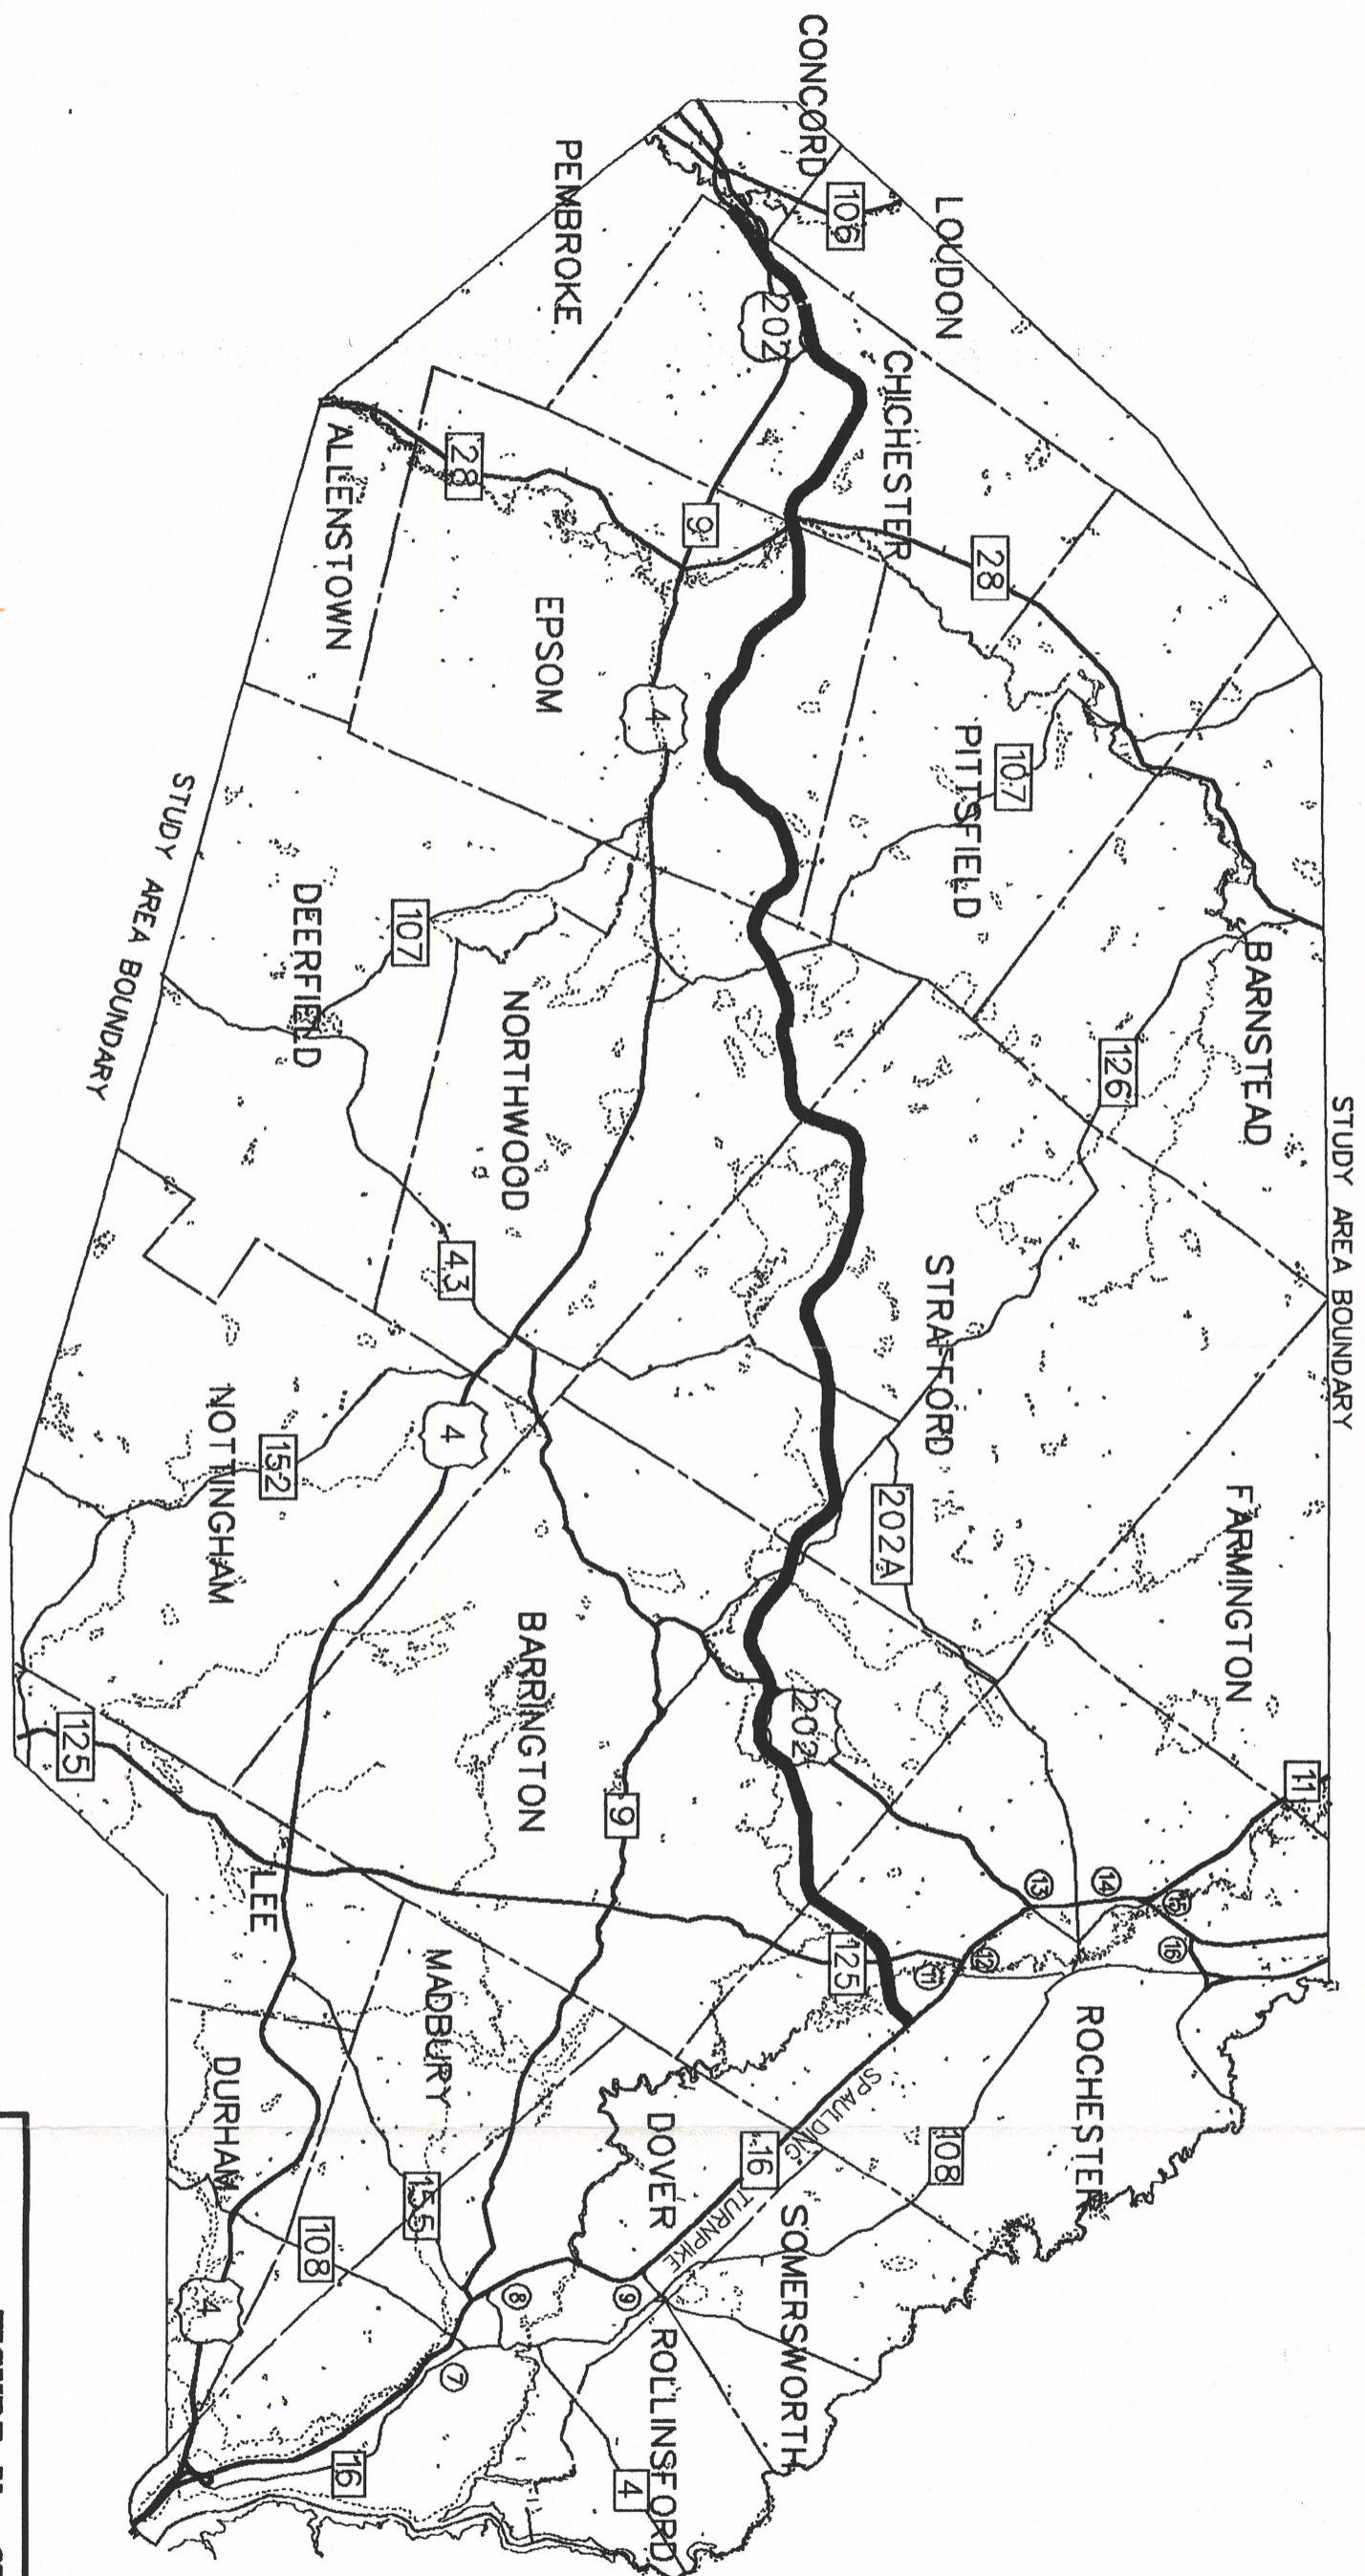 CONCORD
LOUDON
PEMBROKE
106
202
CHICHESTER
28
9
28
ALLENSTOWN
EPSOM
4
PITTSFIELD
107
BARNSTEAD
126
STUDY AREA BOUNDARY
STUDY AREA BOUNDARY
DEERFIELD
107
NORTHWOOD
43
STRAFFORD
202A
FARMINGTON
11
NOTTINGHAM
152
4
BARRINGTON
202
9
125
LEE
125
13
14
15
16
11
12
ROCHESTER
MADBURY
DURHAM
DOVER
SPAULDING
TURNPIKE
16
108
SOMERSWORTH
155
108
4
8
9
7
ROLLINSFORD
16
4